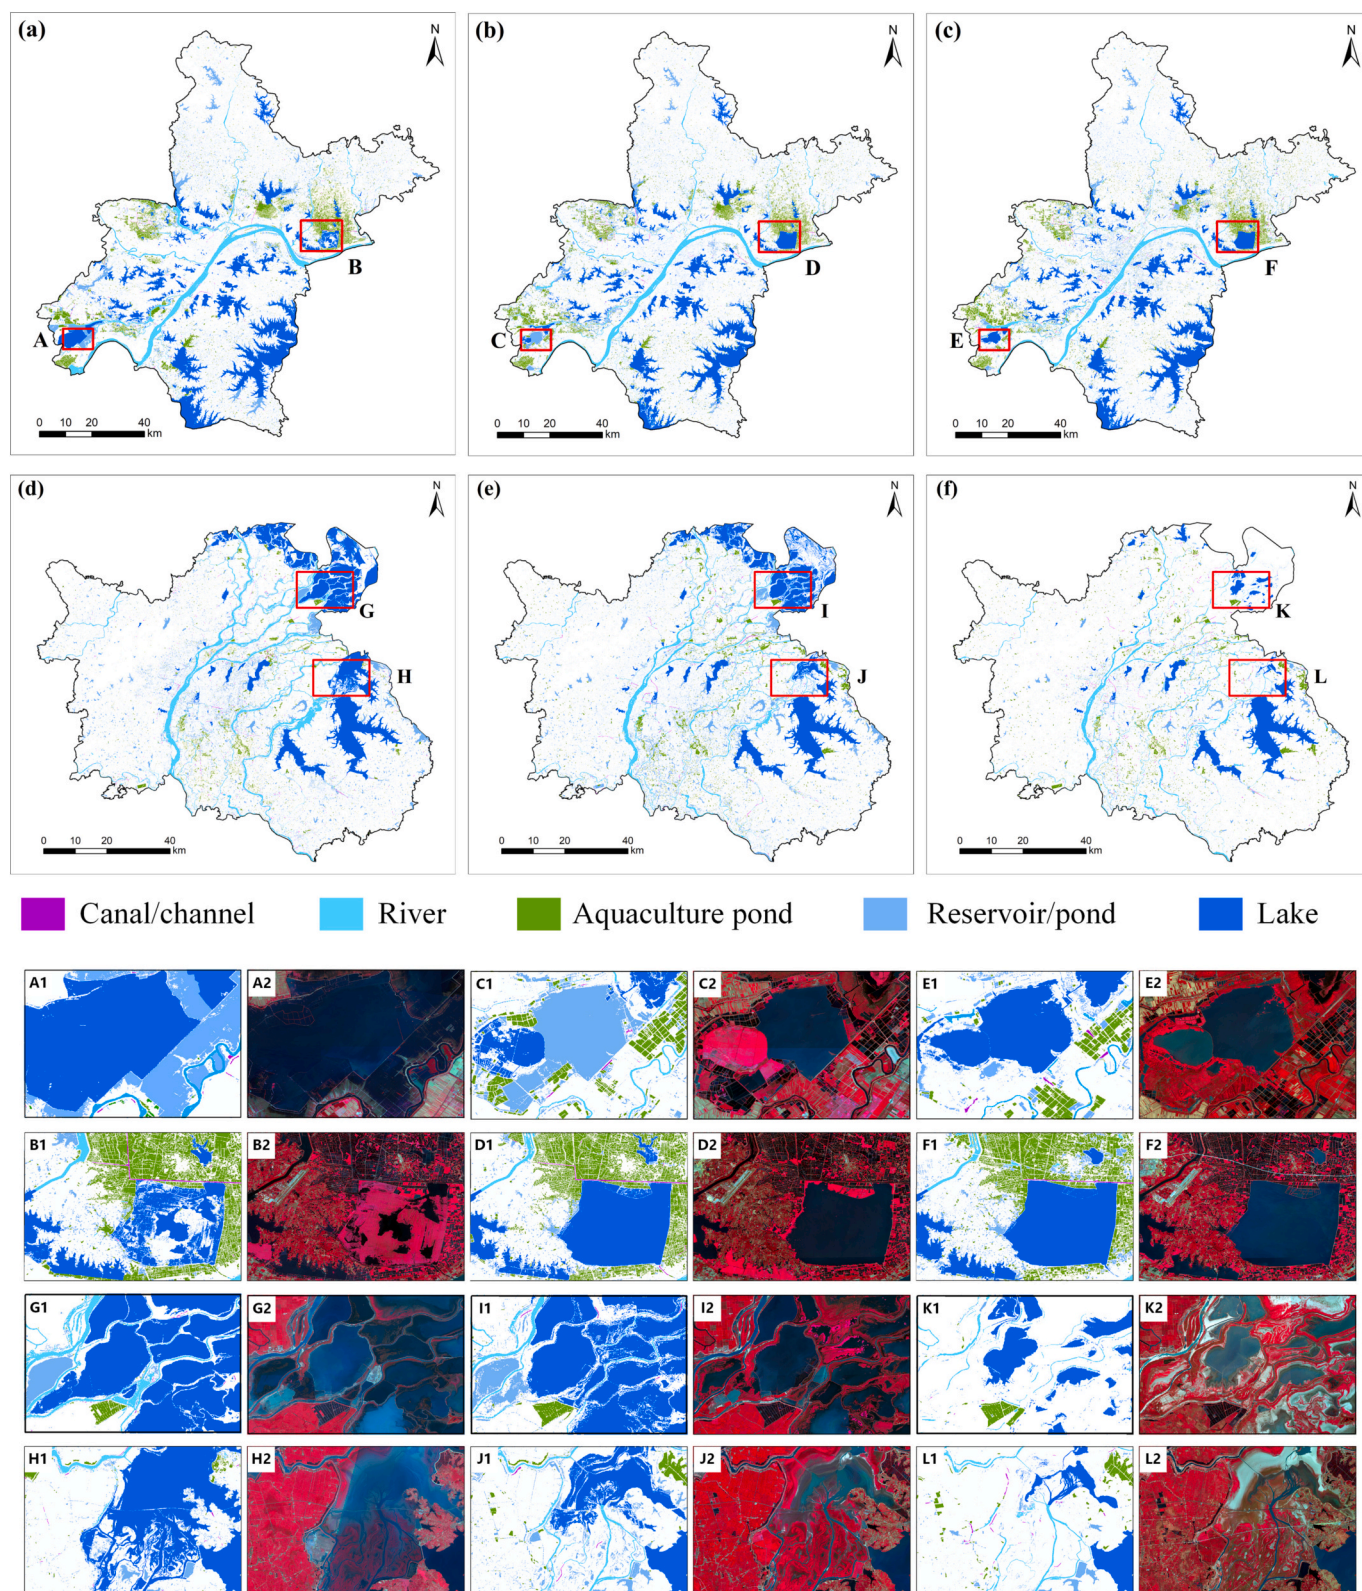 (a)
N
B
A
0 10 20 40
km
(b)
N
D
C
0 10 20 40
km
(c)
N
F
E
0 10 20 40
km
(d)
N
G
H
0 10 20 40
km
(e)
N
I
J
0 10 20 40
km
(f)
N
K
L
0 10 20 40
km
Canal/channel River Aquaculture pond Reservoir/pond Lake
A1 A2 C1 C2 E1 E2
B1 B2 D1 D2 F1 F2
G1 G2 I1 I2 K1 K2
H1 H2 J1 J2 L1 L2